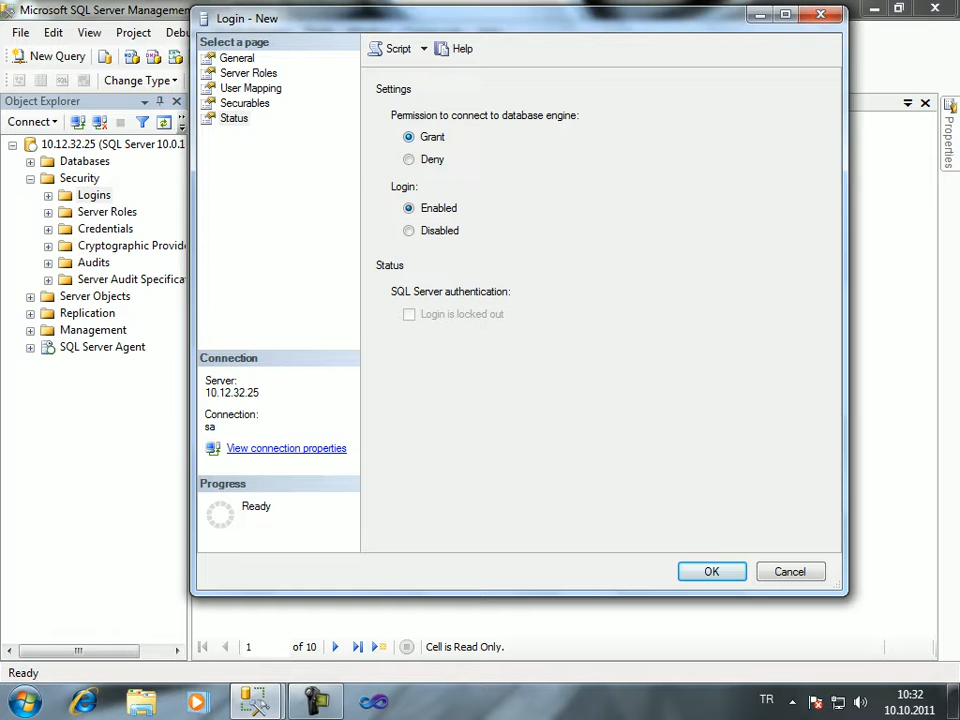 Microsoft SQL Server Management
File Edit View Project Debu
New Query
Change Type
Object Explorer
Connect
10.12.32.25 (SQL Server 10.0.1
Databases
Security
Logins
Server Roles
Credentials
Cryptographic Provide
Audits
Server Audit Specifica
Server Objects
Replication
Management
SQL Server Agent
Login - New
Select a page
General
Server Roles
User Mapping
Securables
Status
Connection
Server:
10.12.32.25
Connection:
sa
View connection properties
Progress
Ready
Script
Help
Settings
Permission to connect to database engine:
Grant
Deny
Login:
Enabled
Disabled
Status
SQL Server authentication:
Login is locked out
OK
Cancel
Properties
1 of 10
Cell is Read Only.
Ready
TR
10:32
10.10.2011